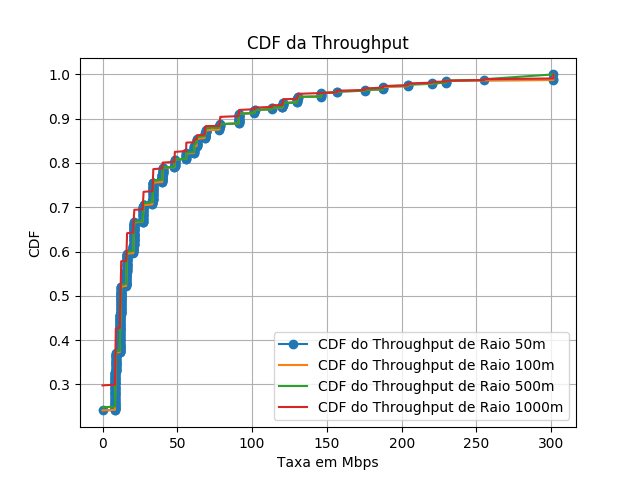 CDF da Throughput
1.0
0.9
0.8
0.7
0.6
0.5
0.4
0.3
CDF
CDF do Throughput de Raio 50m
CDF do Throughput de Raio 100m
CDF do Throughput de Raio 500m
CDF do Throughput de Raio 1000m
0 50 100 150 200 250 300
Taxa em Mbps